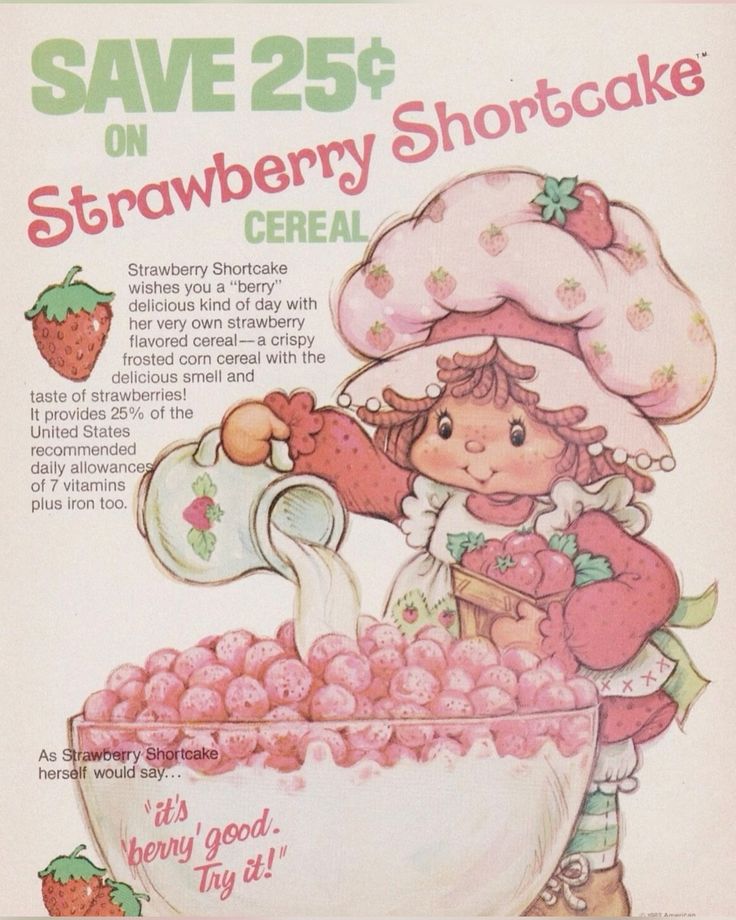 SAVE 25¢
ON
Strawberry Shortcake™
CEREAL
Strawberry Shortcake
wishes you a "berry"
delicious kind of day with
her very own strawberry
flavored cereal—a crispy
frosted corn cereal with the
delicious smell and
taste of strawberries!
It provides 25% of the
United States
recommended
daily allowances
of 7 vitamins
plus iron too.
As Strawberry Shortcake
herself would say...
"it's
'berry' good.
Try it!"
American